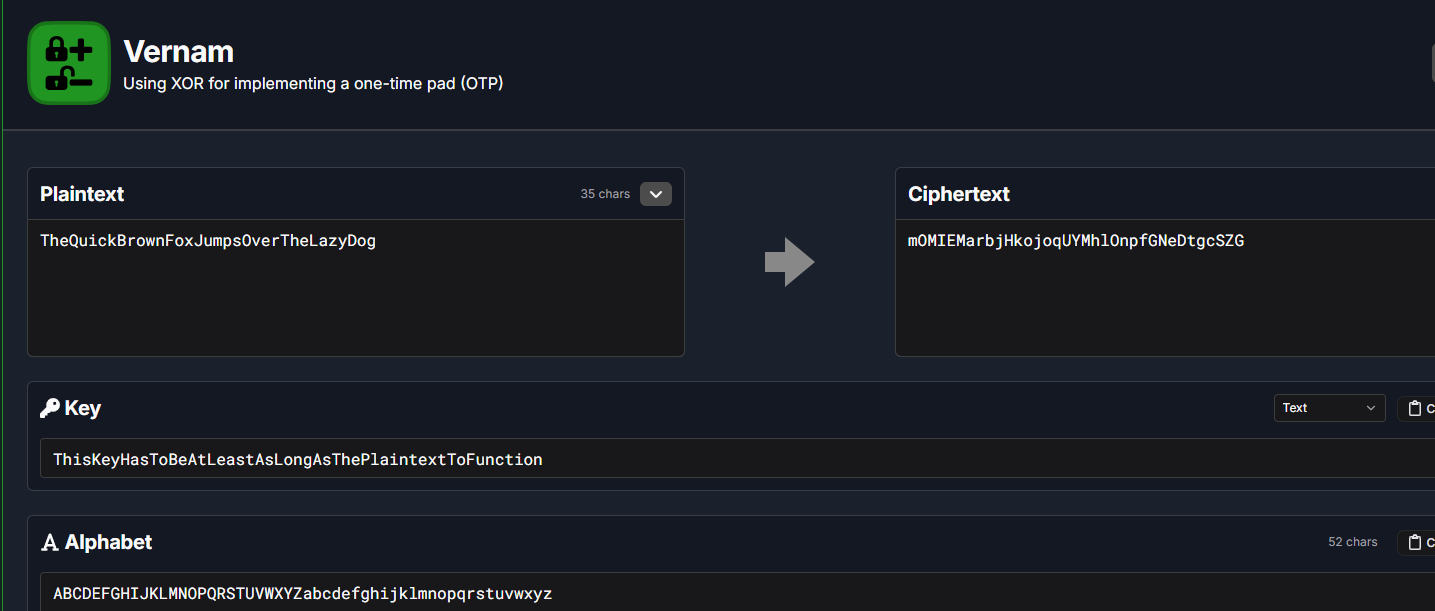 Vernam
Using XOR for implementing a one-time pad (OTP)
Plaintext
35 chars
TheQuickBrownFoxJumpsOverTheLazyDog
Ciphertext
mOMIEMarbjHkojoqUYMhlOnpfGNeDtgcSZG
Key
Text
C
ThisKeyHasToBeAtLeastAsLongAsThePlaintextToFunction
Alphabet
52 chars
C
ABCDEFGHIJKLMNOPQRSTUVWXYZabcdefghijklmnopqrstuvwxyz